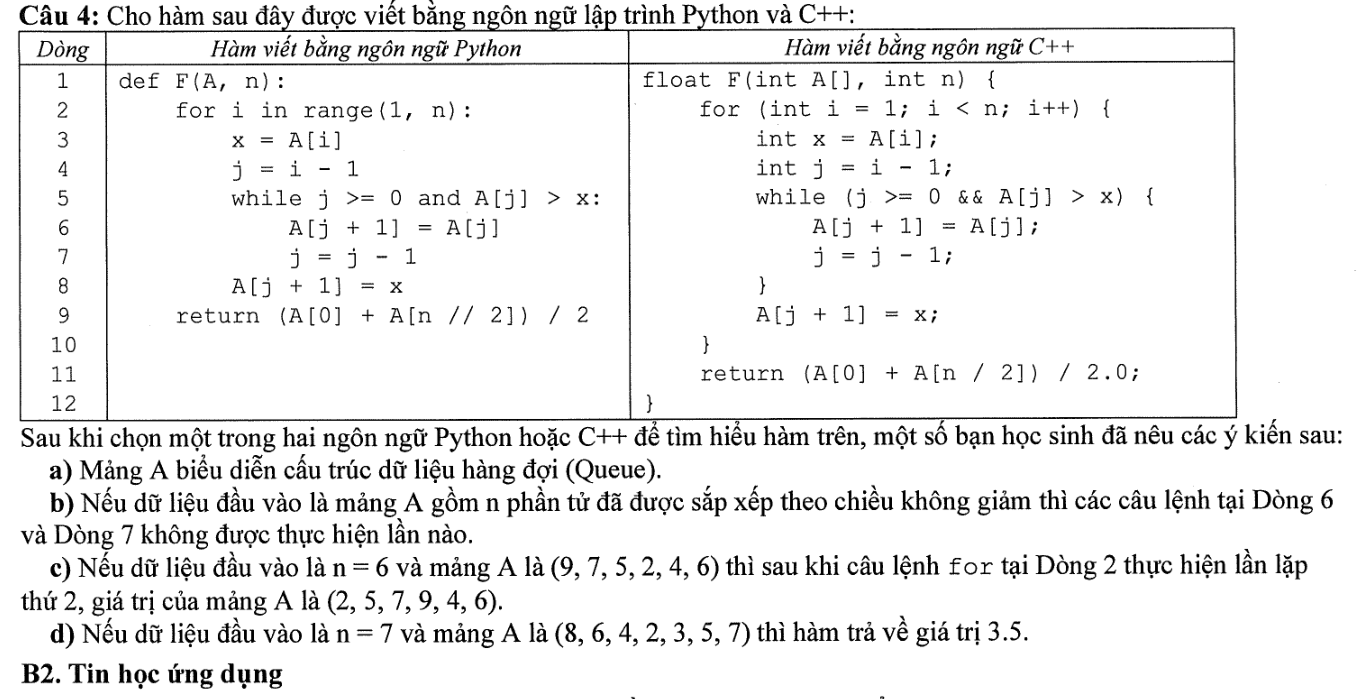 Câu 4: Cho hàm sau đây được viết bằng ngôn ngữ lập trình Python và C++:
Dòng Hàm viết bằng ngôn ngữ Python Hàm viết bằng ngôn ngữ C++
1 def F(A, n): float F(int A[], int n) {
2 for i in range(1, n): for (int i = 1; i < n; i++) {
3 x = A[i] int x = A[i];
4 j = i - 1 int j = i - 1;
5 while j >= 0 and A[j] > x: while (j >= 0 && A[j] > x) {
6 A[j + 1] = A[j] A[j + 1] = A[j];
7 j = j - 1 j = j - 1;
8 A[j + 1] = x }
9 return (A[0] + A[n // 2]) / 2 A[j + 1] = x;
10 }
11 return (A[0] + A[n / 2]) / 2.0;
12 }
Sau khi chọn một trong hai ngôn ngữ Python hoặc C++ để tìm hiểu hàm trên, một số bạn học sinh đã nêu các ý kiến sau:
a) Mảng A biểu diễn cấu trúc dữ liệu hàng đợi (Queue).
b) Nếu dữ liệu đầu vào là mảng A gồm n phần tử đã được sắp xếp theo chiều không giảm thì các câu lệnh tại Dòng 6
và Dòng 7 không được thực hiện lần nào.
c) Nếu dữ liệu đầu vào là n = 6 và mảng A là (9, 7, 5, 2, 4, 6) thì sau khi câu lệnh for tại Dòng 2 thực hiện lần lặp
thứ 2, giá trị của mảng A là (2, 5, 7, 9, 4, 6).
d) Nếu dữ liệu đầu vào là n = 7 và mảng A là (8, 6, 4, 2, 3, 5, 7) thì hàm trả về giá trị 3.5.
B2. Tin học ứng dụng